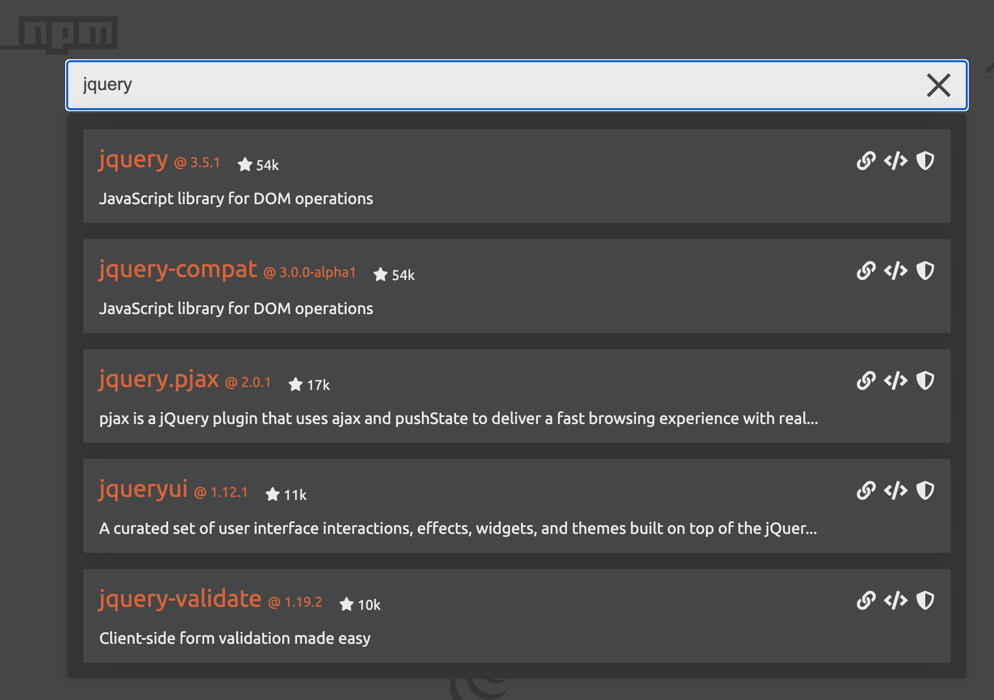 npm
jquery
jquery @ 3.5.1 54k
JavaScript library for DOM operations
jquery-compat @ 3.0.0-alpha1 54k
JavaScript library for DOM operations
jquery.pjax @ 2.0.1 17k
pjax is a jQuery plugin that uses ajax and pushState to deliver a fast browsing experience with real...
jqueryui @ 1.12.1 11k
A curated set of user interface interactions, effects, widgets, and themes built on top of the jQuer...
jquery-validate @ 1.19.2 10k
Client-side form validation made easy